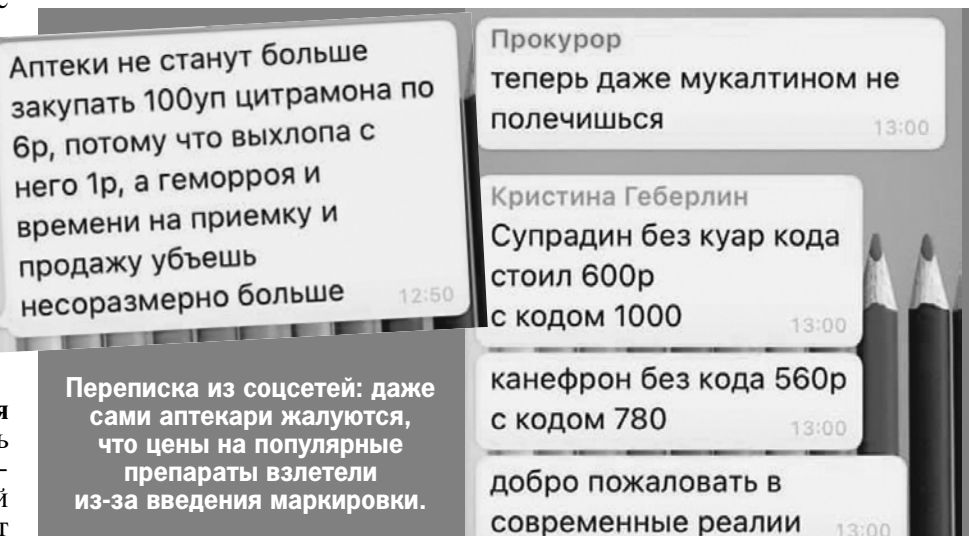 Аптеки не станут больше
закупать 100уп цитрамона по
6р, потому что выхлопа с
него 1р, а геморроя и
времени на приемку и
продажу убъешь
несоразмерно больше 12:50
Прокурор
теперь даже мукалтином не
полечишься 13:00
Кристина Геберлин
Супрадин без куар кода
стоил 600р
с кодом 1000 13:00
канефрон без кода 560р
с кодом 780 13:00
добро пожаловать в
современные реалии 13:00
Переписка из соцсетей: даже
сами аптекари жалуются,
что цены на популярные
препараты взлетели
из-за введения маркировки.
с
я
ь
-
й
т